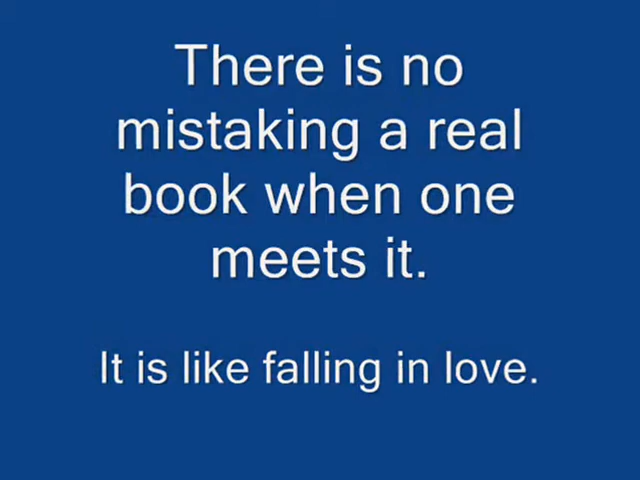 There is no
mistaking a real
book when one
meets it.
It is like falling in love.